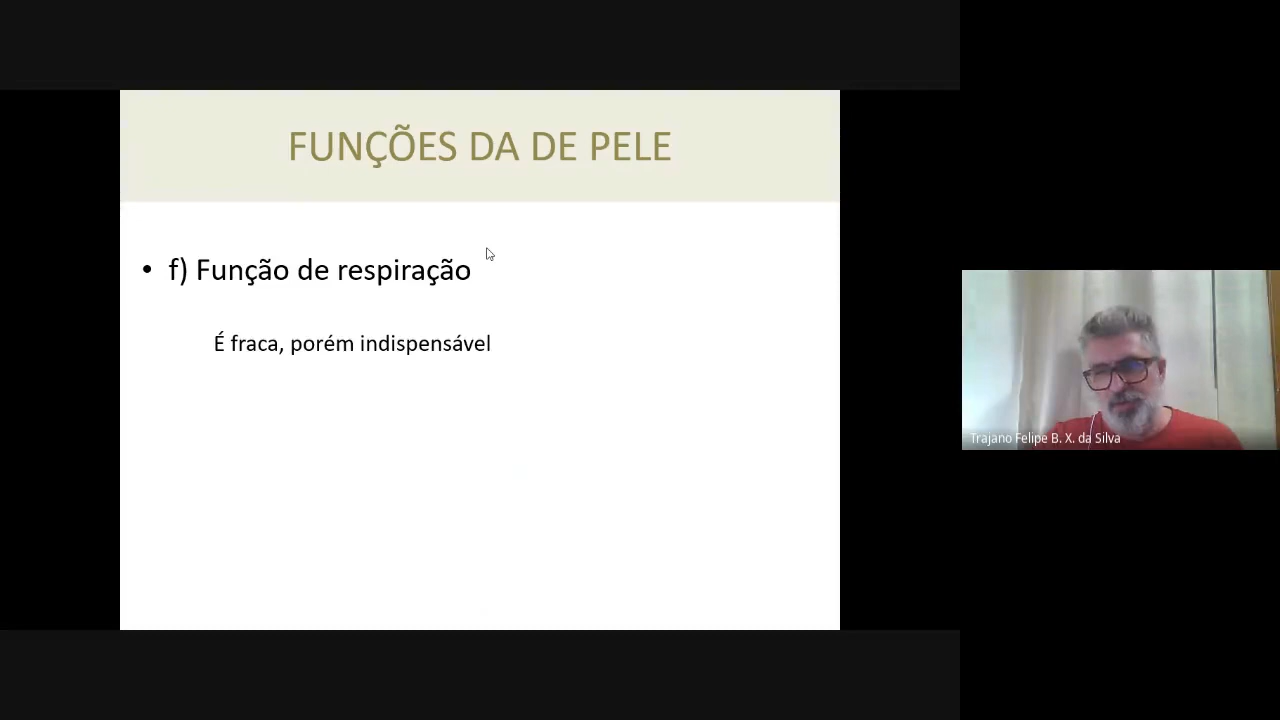 FUNÇÕES DA DE PELE
• f) Função de respiração
É fraca, porém indispensável
Trajano Felipe B. X. da Silva